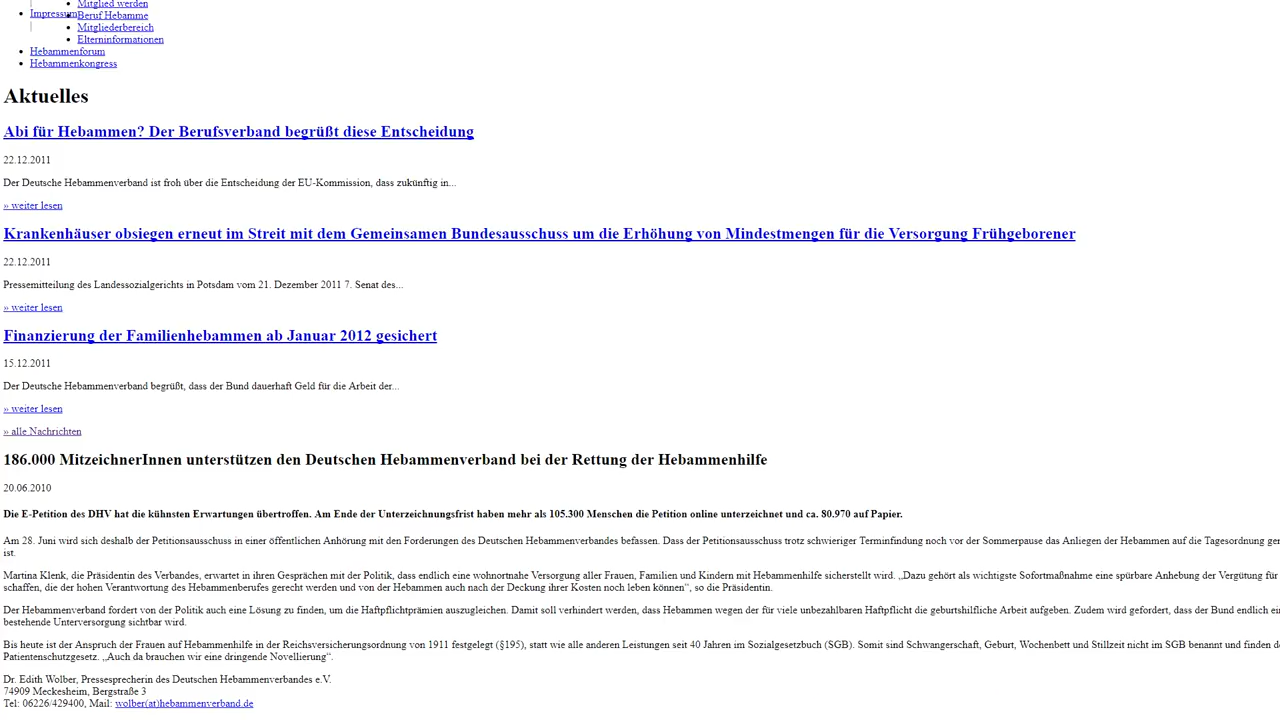 Mitglied werden
Impressum
Beruf Hebamme
Mitgliederbereich
Elterninformationen
Hebammenforum
Hebammenkongress
Aktuelles
Abi für Hebammen? Der Berufsverband begrüßt diese Entscheidung
22.12.2011
Der Deutsche Hebammenverband ist froh über die Entscheidung der EU-Kommission, dass zukünftig in...
» weiter lesen
Krankenhäuser obsiegen erneut im Streit mit dem Gemeinsamen Bundesausschuss um die Erhöhung von Mindestmengen für die Versorgung Frühgeborener
22.12.2011
Pressemitteilung des Landessozialgerichts in Potsdam vom 21. Dezember 2011 7. Senat des...
» weiter lesen
Finanzierung der Familienhebammen ab Januar 2012 gesichert
15.12.2011
Der Deutsche Hebammenverband begrüßt, dass der Bund dauerhaft Geld für die Arbeit der...
» weiter lesen
» alle Nachrichten
186.000 MitzeichnerInnen unterstützen den Deutschen Hebammenverband bei der Rettung der Hebammenhilfe
20.06.2010
Die E-Petition des DHV hat die kühnsten Erwartungen übertroffen. Am Ende der Unterzeichnungsfrist haben mehr als 105.300 Menschen die Petition online unterzeichnet und ca. 80.970 auf Papier.
Am 28. Juni wird sich deshalb der Petitionsausschuss in einer öffentlichen Anhörung mit den Forderungen des Deutschen Hebammenverbandes befassen. Dass der Petitionsausschuss trotz schwieriger Terminfindung noch vor der Sommerpause das Anliegen der Hebammen auf die Tagesordnung
ist.
Martina Klenk, die Präsidentin des Verbandes, erwartet in ihren Gesprächen mit der Politik, dass endlich eine wohnortnahe Versorgung aller Frauen, Familien und Kindern mit Hebammenhilfe sicherstellt wird. „Dazu gehört als wichtigste Sofortmaßnahme eine spürbare Anhebung der Vergütung für
schaffen, die der hohen Verantwortung des Hebammenberufes gerecht werden und von der Hebammen auch nach der Deckung ihrer Kosten noch leben können“, so die Präsidentin.
Der Hebammenverband fordert von der Politik auch eine Lösung zu finden, um die Haftpflichtprämien auszugleichen. Damit soll verhindert werden, dass Hebammen wegen der für viele unbezahlbaren Haftpflicht die geburtshilfliche Arbeit aufgeben. Zudem wird gefordert, dass der Bund endlich
bestehende Unterversorgung sichtbar wird.
Bis heute ist der Anspruch der Frauen auf Hebammenhilfe in der Reichsversicherungsordnung von 1911 festgelegt (§195), statt wie alle anderen Leistungen seit 40 Jahren im Sozialgesetzbuch (SGB). Somit sind Schwangerschaft, Geburt, Wochenbett und Stillzeit nicht im SGB benannt und finden
Patientenschutzgesetz. „Auch da brauchen wir eine dringende Novellierung“.
Dr. Edith Wolber, Pressesprecherin des Deutschen Hebammenverbandes e.V.
74909 Meckesheim, Bergstraße 3
Tel: 06226/429400, Mail: wolber(at)hebammenverband.de